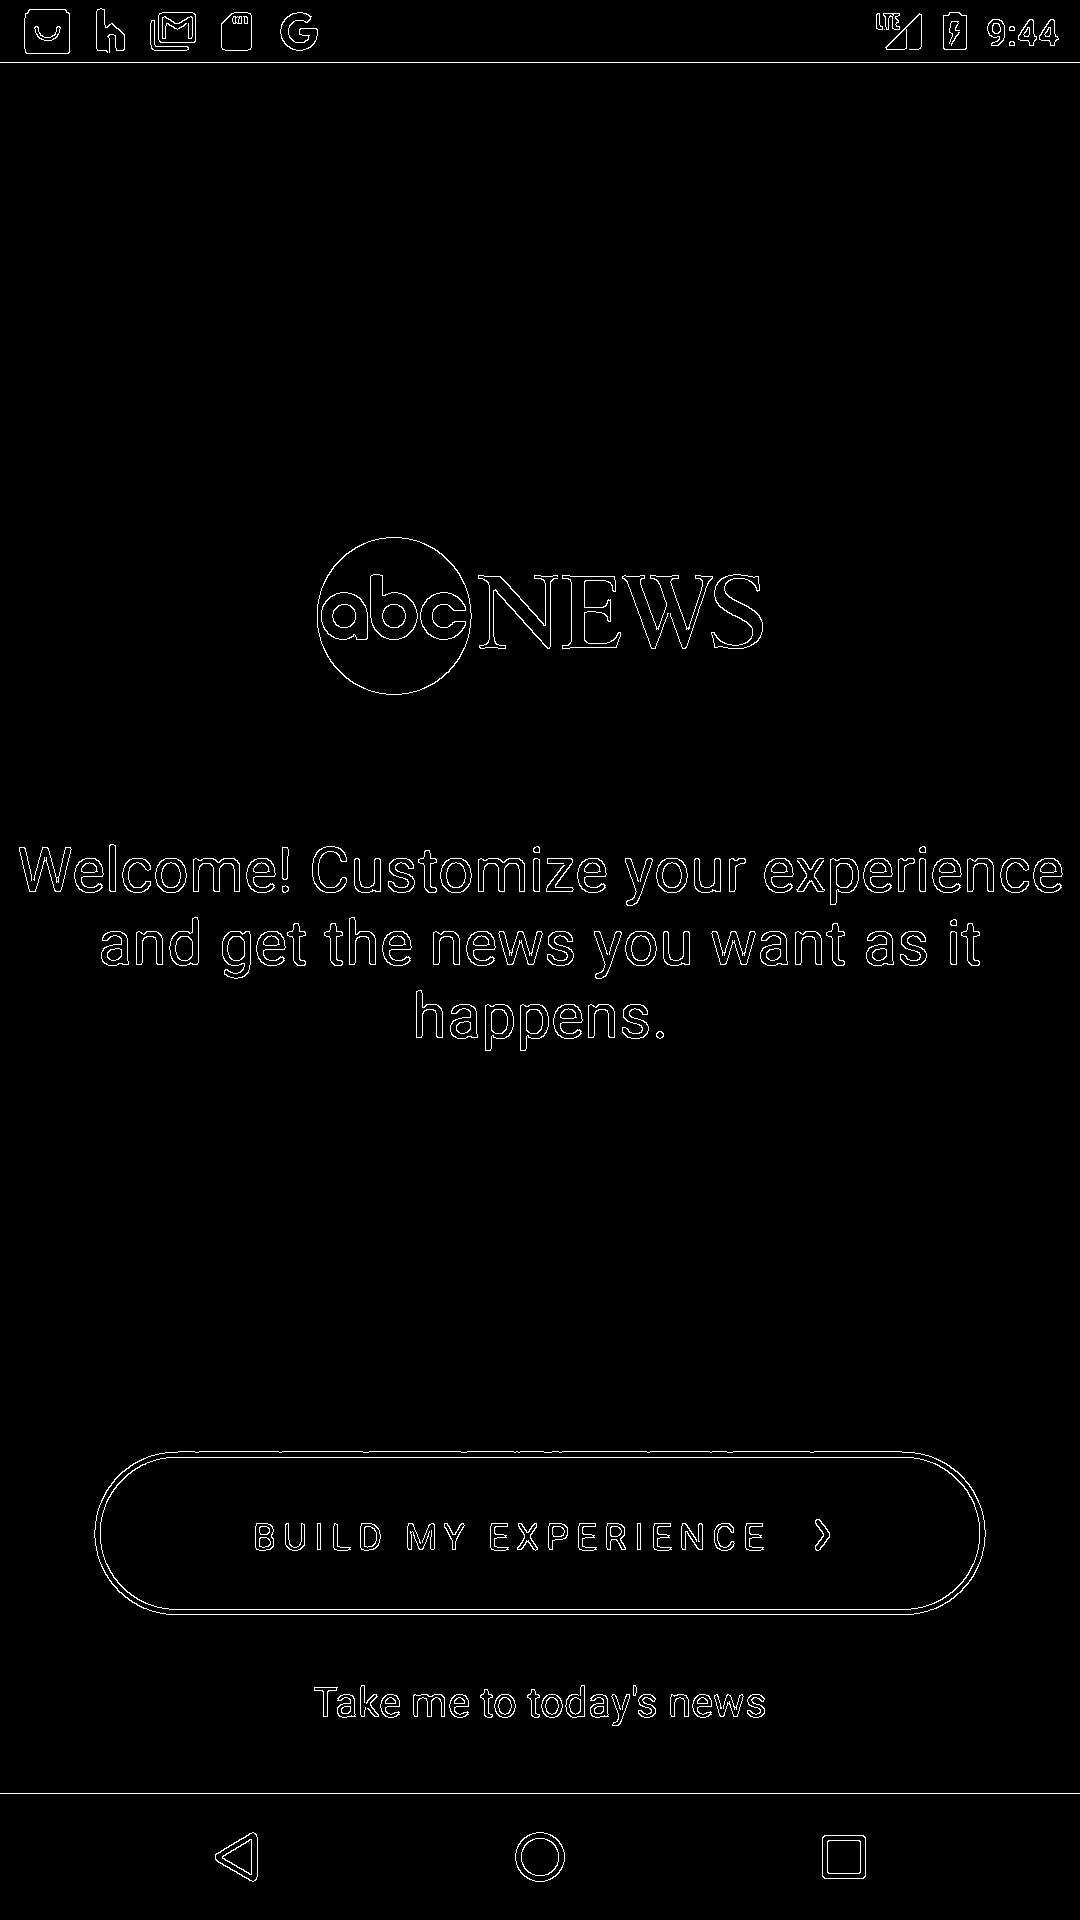 LTE 9:44
abc NEWS
Welcome! Customize your experience
and get the news you want as it
happens.
BUILD MY EXPERIENCE
Take me to today's news